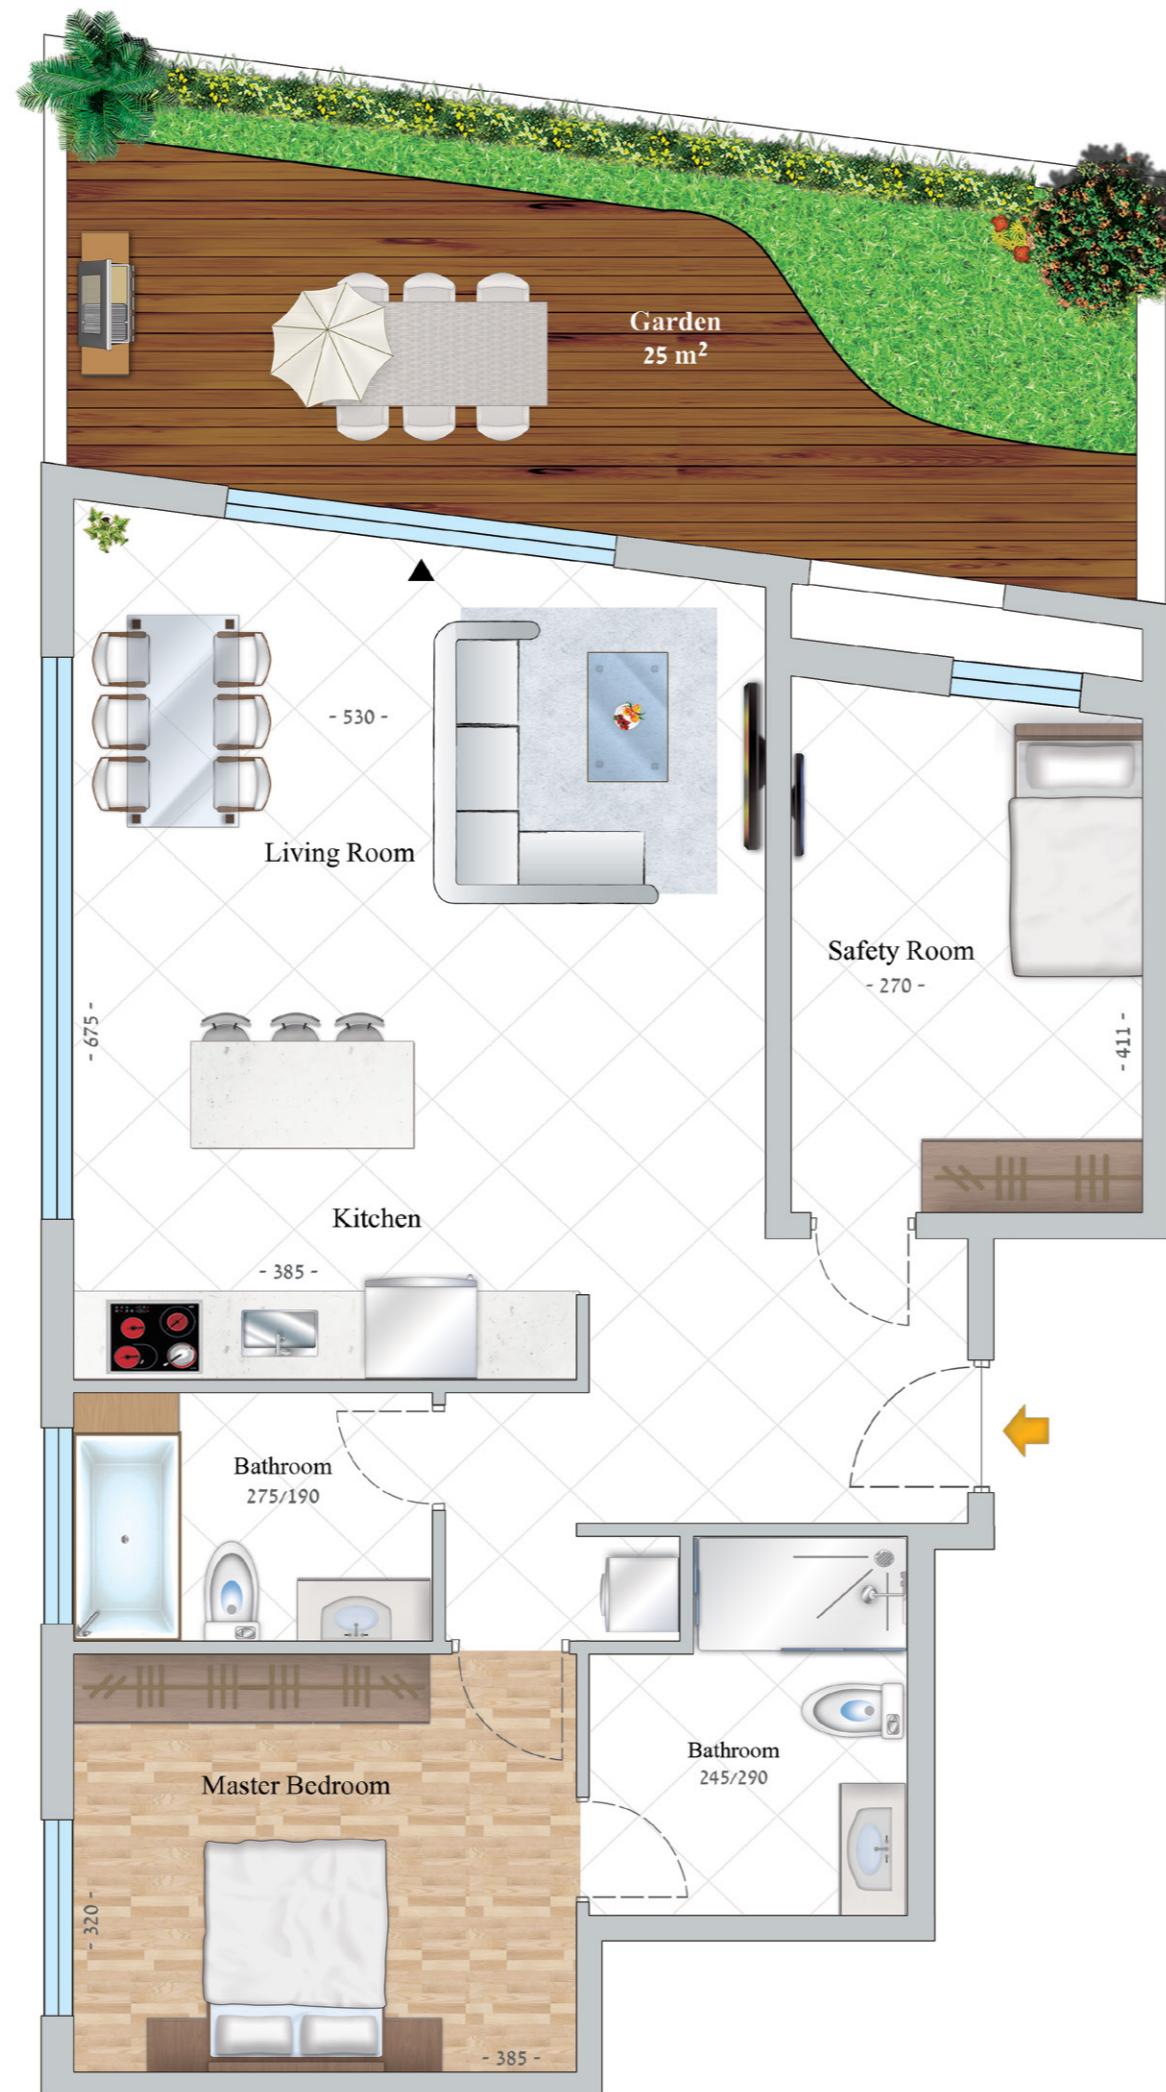 Garden
25 m²
- 530 -
Living Room
Safety Room
- 270 -
- 675 -
- 411 -
Kitchen
- 385 -
Bathroom
275/190
Bathroom
245/290
Master Bedroom
- 320 -
- 385 -